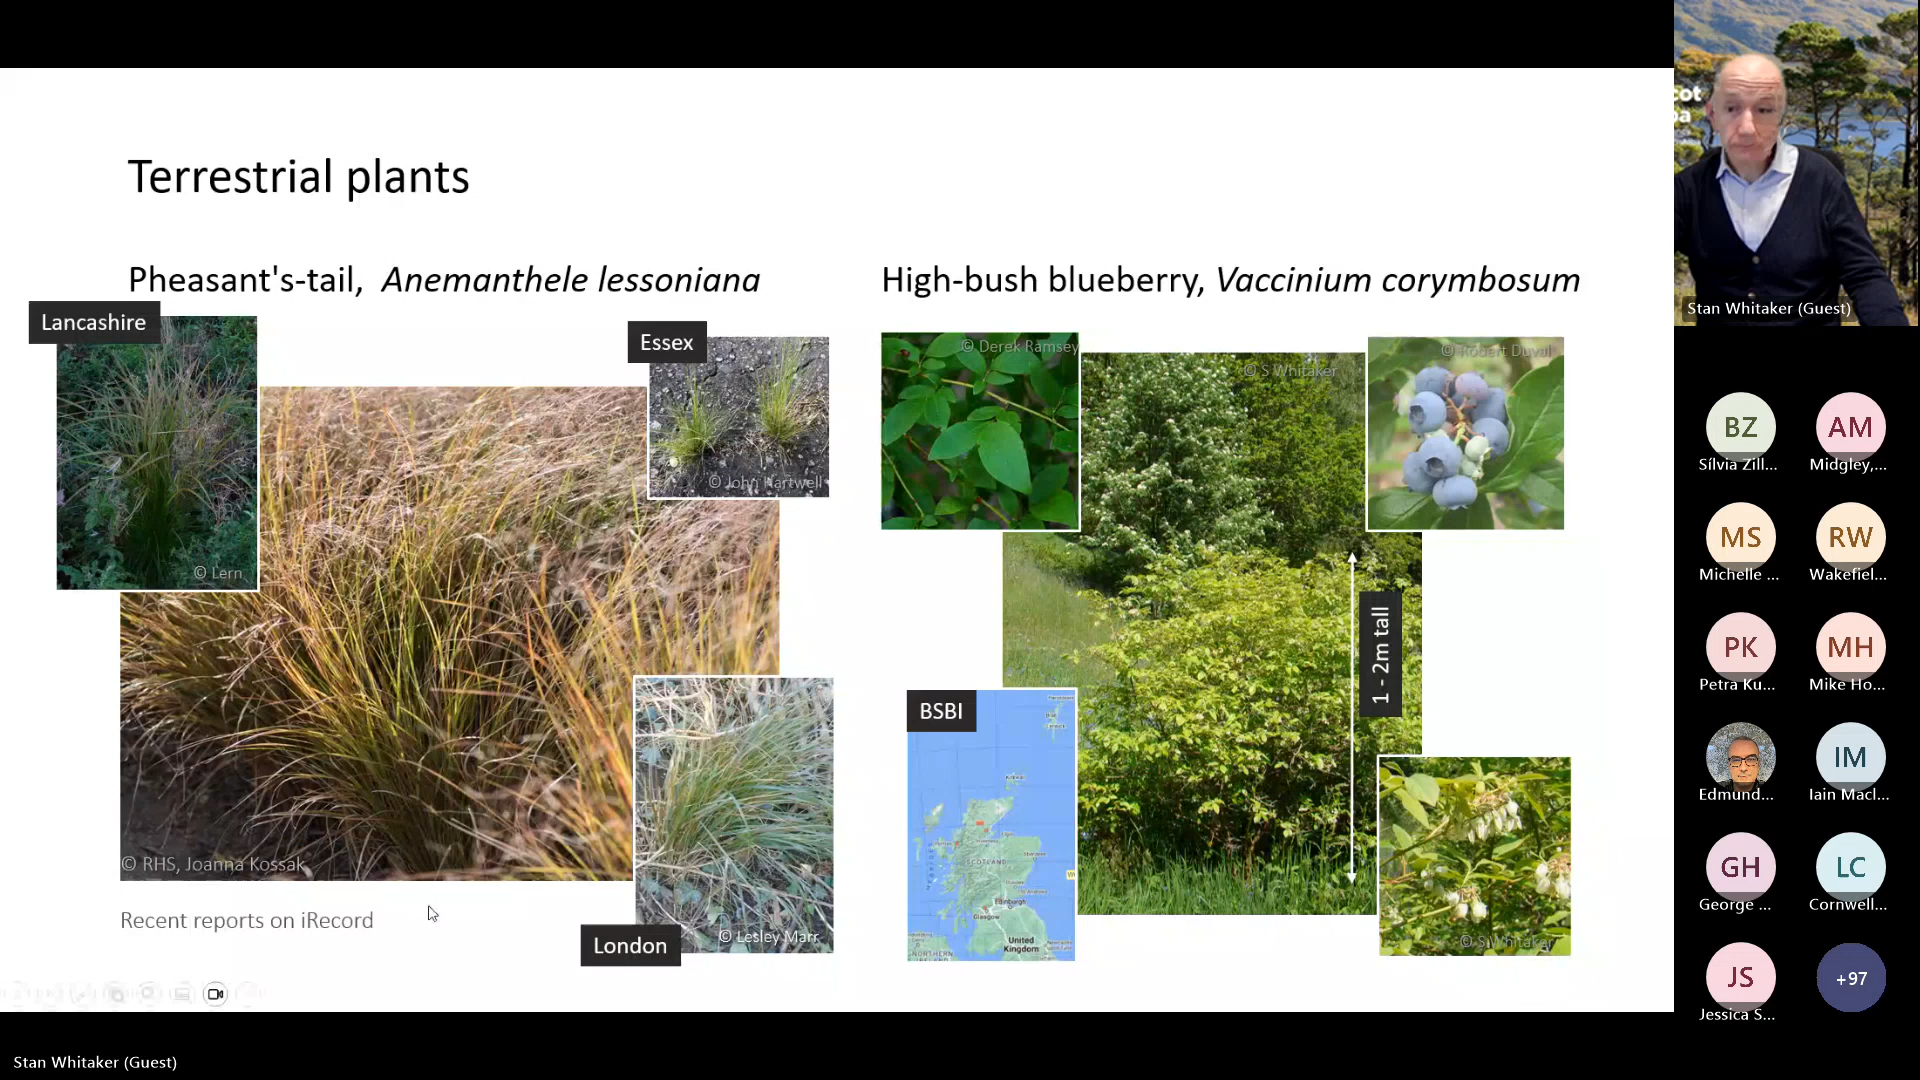 Terrestrial plants
Pheasant's-tail, Anemanthele lessoniana
High-bush blueberry, Vaccinium corymbosum
Lancashire
© Lern
Essex
© John Hartwell
© RHS, Joanna Kossak
London
© Lesley Marr
Recent reports on iRecord
© Derek Ramsey
© S Whitaker
© Robert Duval
1 - 2m tall
BSBI
SCOTLAND
Edinburgh
Glasgow
United
Kingdom
© S Whitaker
cot
Stan Whitaker (Guest)
BZ
Sílvia Zill...
AM
Midgley,...
MS
Michelle ...
RW
Wakefiel...
PK
Petra Ku...
MH
Mike Ho...
Edmund...
IM
Iain Macl...
GH
George ...
LC
Cornwell...
JS
Jessica S...
+97
Stan Whitaker (Guest)